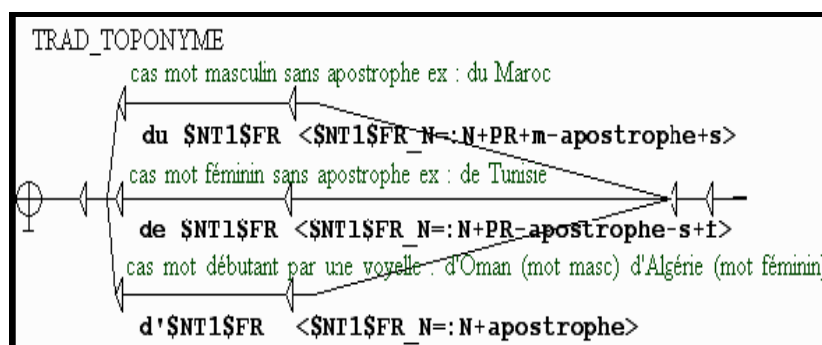 TRAD_TOPONYME
cas mot masculin sans apostrophe ex : du Maroc
du $NT1$FR <$NT1$FR_N=:N+PR+m-apostrophe+s>
cas mot féminin sans apostrophe ex : de Tunisie
de $NT1$FR <$NT1$FR_N=:N+PR-apostrophe-s+f>
cas mot débutant par une voyelle : d'Oman (mot masc) d'Algérie (mot féminin)
d'$NT1$FR <$NT1$FR_N=:N+apostrophe>